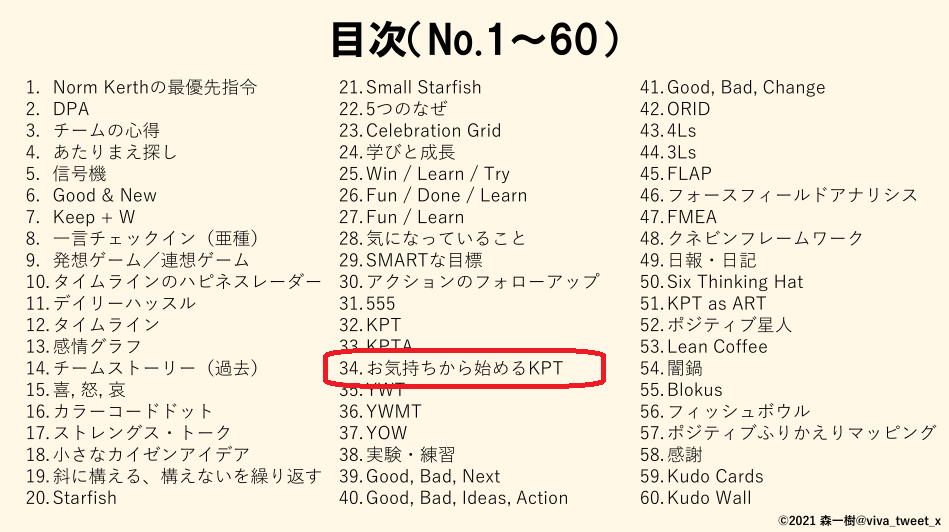 目次(No.1～60)
1. Norm Kerthの最優先指令
2. DPA
3. チームの心得
4. あたりまえ探し
5. 信号機
6. Good & New
7. Keep + W
8. 一言チェックイン（亜種）
9. 発想ゲーム／連想ゲーム
10. タイムラインのハピネスレーダー
11. デイリーハッスル
12. タイムライン
13. 感情グラフ
14. チームストーリー（過去）
15. 喜, 怒, 哀
16. カラーコードドット
17. ストレングス・トーク
18. 小さなカイゼンアイデア
19. 斜に構える、構えないを繰り返す
20. Starfish
21. Small Starfish
22. 5つのなぜ
23. Celebration Grid
24. 学びと成長
25. Win / Learn / Try
26. Fun / Done / Learn
27. Fun / Learn
28. 気になっていること
29. SMARTな目標
30. アクションのフォローアップ
31. 555
32. KPT
33. KPTA
34. お気持ちから始めるKPT
35. YWT
36. YWMT
37. YOW
38. 実験・練習
39. Good, Bad, Next
40. Good, Bad, Ideas, Action
41. Good, Bad, Change
42. ORID
43. 4Ls
44. 3Ls
45. FLAP
46. フォースフィールドアナリシス
47. FMEA
48. クネビンフレームワーク
49. 日報・日記
50. Six Thinking Hat
51. KPT as ART
52. ポジティブ星人
53. Lean Coffee
54. 闇鍋
55. Blokus
56. フィッシュボウル
57. ポジティブふりかえりマッピング
58. 感謝
59. Kudo Cards
60. Kudo Wall
©2021 森一樹@viva_tweet_x